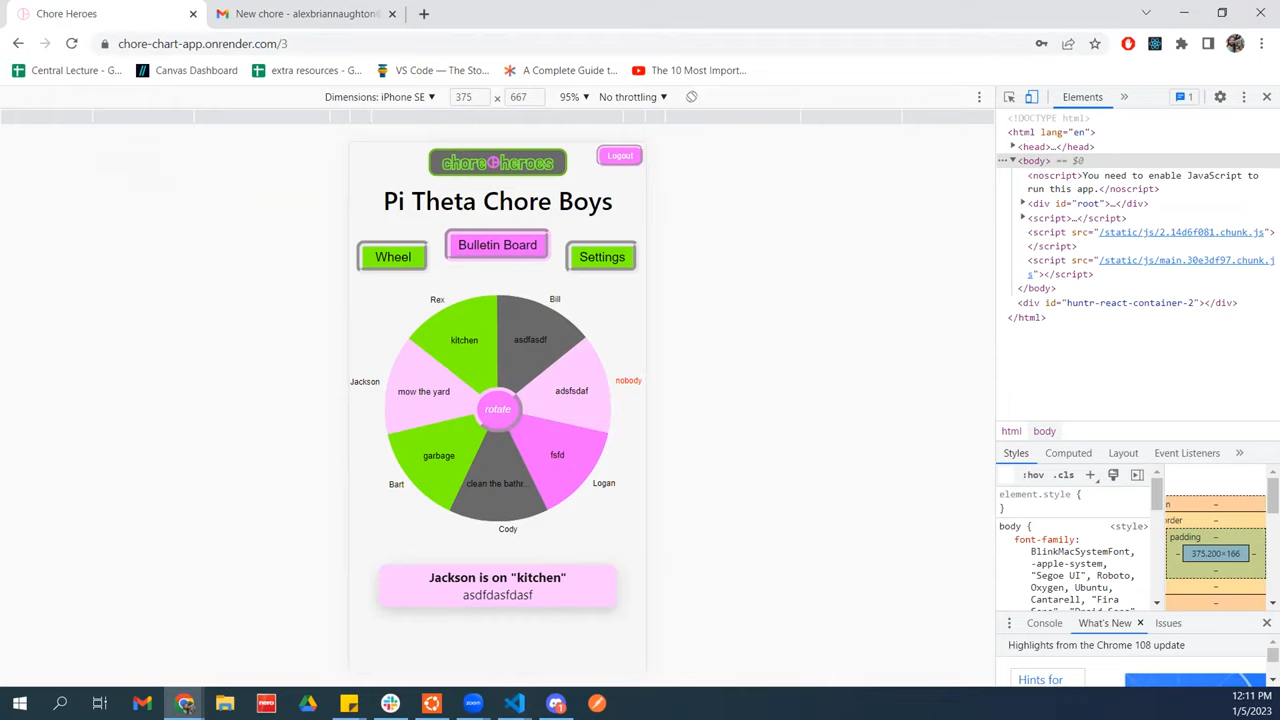 Chore Heroes
New chore - alexbriannaughton@
chore-chart-app.onrender.com/3
Central Lecture - G...
Canvas Dashboard
extra resources - G...
VS Code — The Sto...
A Complete Guide t...
The 10 Most Import...
Dimensions: iPhone SE
375 × 667
95%
No throttling
Elements
1
<!DOCTYPE html>
<html lang="en">
<head>…</head>
<body> == $0
<noscript>You need to enable JavaScript to
run this app.</noscript>
<div id="root">…</div>
<script>…</script>
<script src="/static/js/2.14d6f081.chunk.js">
</script>
<script src="/static/js/main.30e3df97.chunk.j
s"></script>
</body>
<div id="huntr-react-container-2"></div>
</html>
chore heroes
Logout
Pi Theta Chore Boys
Wheel
Bulletin Board
Settings
Rex
Bill
kitchen
asdfasdf
Jackson
mow the yard
adsfsdaf
nobody
rotate
garbage
fsfd
Bart
clean the bathr...
Logan
Cody
Jackson is on "kitchen"
asdfdasfdasf
html body
Styles Computed Layout Event Listeners
:hov .cls
element.style {
}
body { <style>
font-family:
BlinkMacSystemFont,
-apple-system,
"Segoe UI", Roboto,
Oxygen, Ubuntu,
Cantarell, "Fira
padding
375.200×166
Console What's New Issues
Highlights from the Chrome 108 update
Hints for
nero
zoom
12:11 PM
1/5/2023